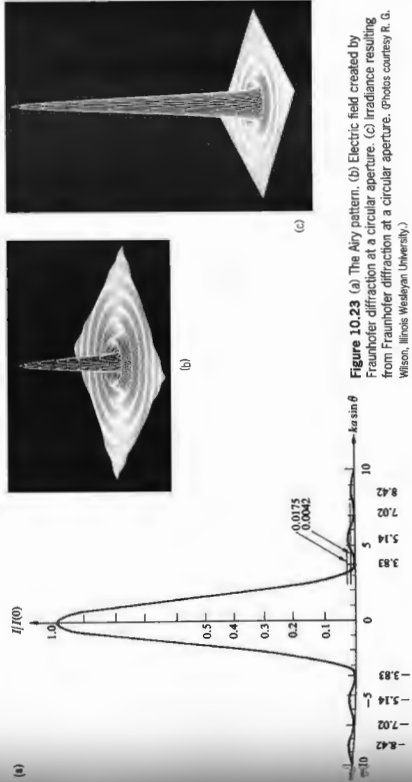 (a)
I/I(0)
1.0
0.5
0.4
0.3
0.2
0.1
0.0175
0.0042
ka sin θ
−10
−5
0
5
10
−8.42
−7.02
−5.14
−3.83
3.83
5.14
7.02
8.42
(b)
(c)
Figure 10.23 (a) The Airy pattern. (b) Electric field created by
Fraunhofer diffraction at a circular aperture. (c) Irradiance resulting
from Fraunhofer diffraction at a circular aperture. (Photos courtesy R. G.
Wilson, Illinois Wesleyan University.)